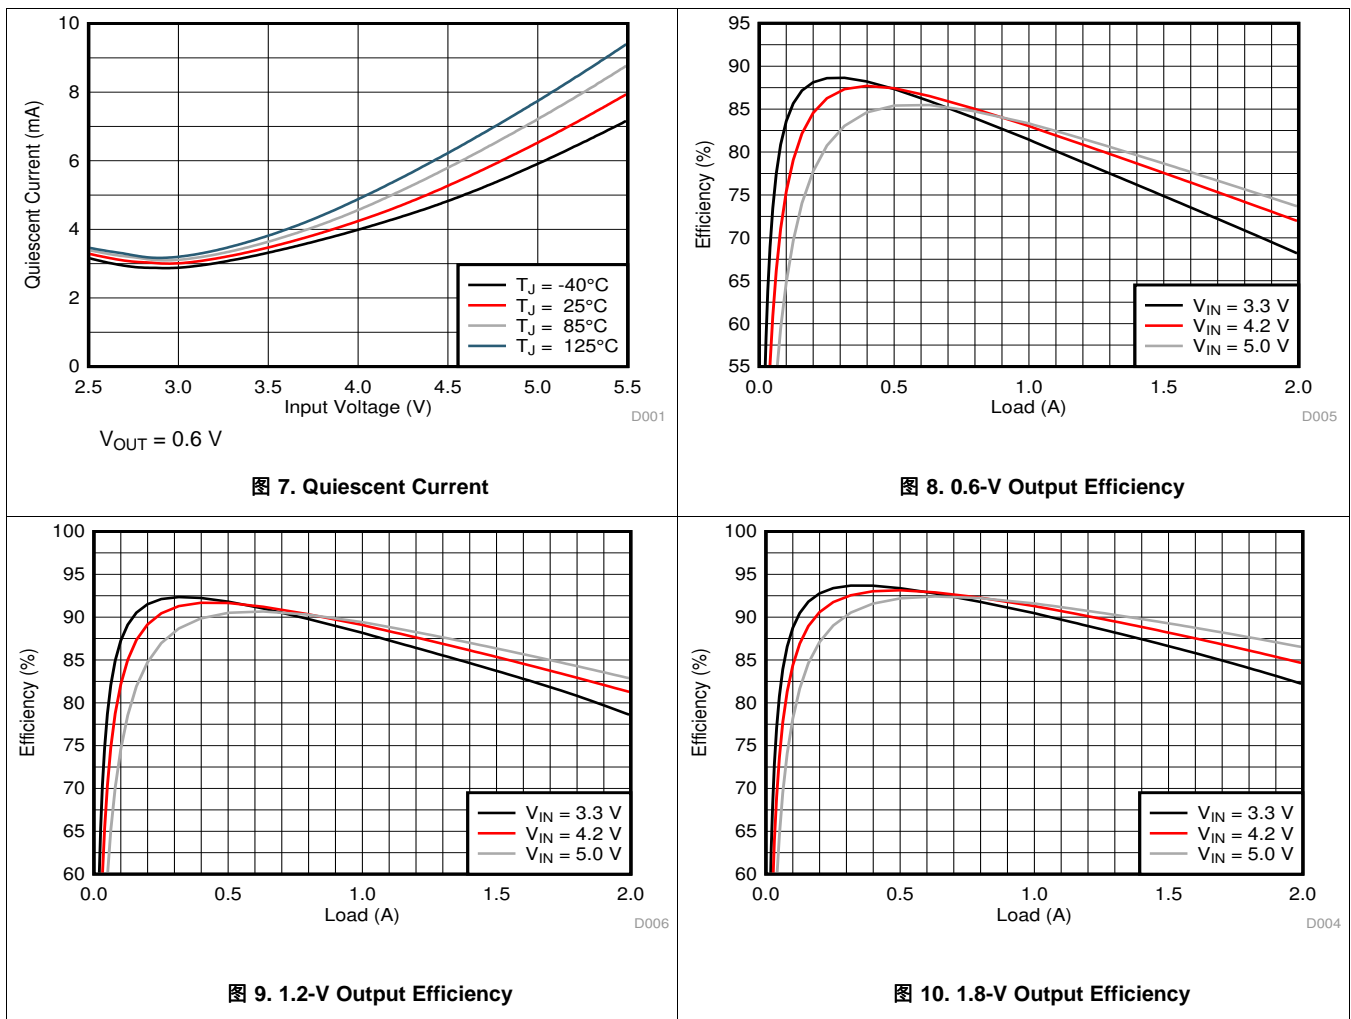 10
8
6
4
2
0
Quiescent Current (mA)
2.5 3.0 3.5 4.0 4.5 5.0 5.5
Input Voltage (V)
D001
TJ = -40°C
TJ = 25°C
TJ = 85°C
TJ = 125°C
VOUT = 0.6 V
图 7. Quiescent Current
95
90
85
80
75
70
65
60
55
Efficiency (%)
0.0 0.5 1.0 1.5 2.0
Load (A)
D005
VIN = 3.3 V
VIN = 4.2 V
VIN = 5.0 V
图 8. 0.6-V Output Efficiency
100
95
90
85
80
75
70
65
60
Efficiency (%)
0.0 0.5 1.0 1.5 2.0
Load (A)
D006
VIN = 3.3 V
VIN = 4.2 V
VIN = 5.0 V
图 9. 1.2-V Output Efficiency
100
95
90
85
80
75
70
65
60
Efficiency (%)
0.0 0.5 1.0 1.5 2.0
Load (A)
D004
VIN = 3.3 V
VIN = 4.2 V
VIN = 5.0 V
图 10. 1.8-V Output Efficiency